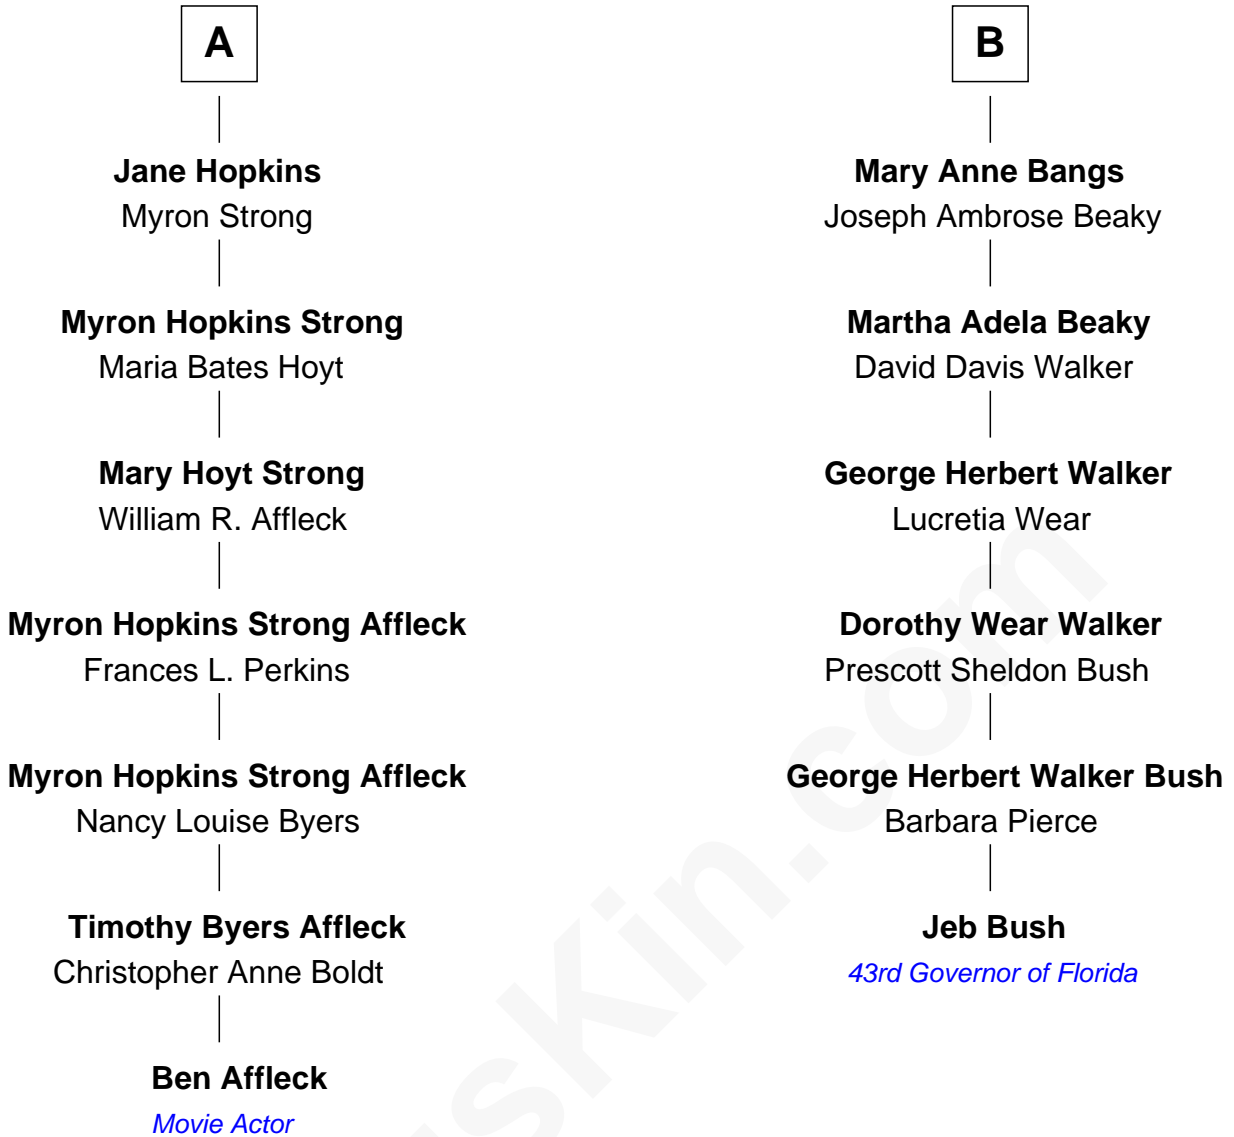 A
Jane Hopkins
Myron Strong
Myron Hopkins Strong
Maria Bates Hoyt
Mary Hoyt Strong
William R. Affleck
Myron Hopkins Strong Affleck
Frances L. Perkins
Myron Hopkins Strong Affleck
Nancy Louise Byers
Timothy Byers Affleck
Christopher Anne Boldt
Ben Affleck
Movie Actor
B
Mary Anne Bangs
Joseph Ambrose Beaky
Martha Adela Beaky
David Davis Walker
George Herbert Walker
Lucretia Wear
Dorothy Wear Walker
Prescott Sheldon Bush
George Herbert Walker Bush
Barbara Pierce
Jeb Bush
43rd Governor of Florida
sKin.com